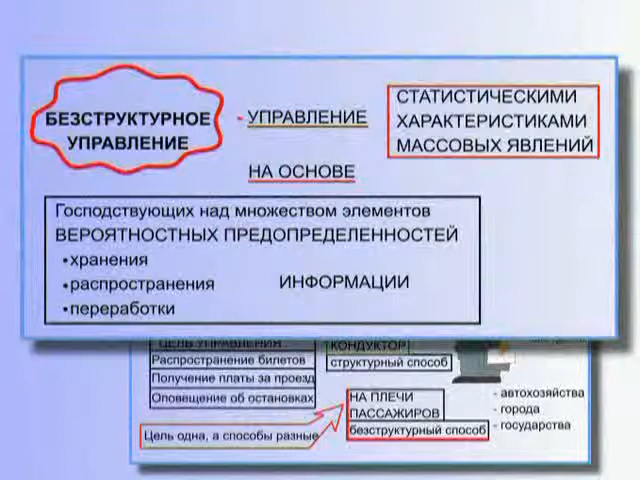 БЕЗСТРУКТУРНОЕ
УПРАВЛЕНИЕ
- УПРАВЛЕНИЕ
СТАТИСТИЧЕСКИМИ
ХАРАКТЕРИСТИКАМИ
МАССОВЫХ ЯВЛЕНИЙ
НА ОСНОВЕ
Господствующих над множеством элементов
ВЕРОЯТНОСТНЫХ ПРЕДОПРЕДЕЛЕННОСТЕЙ
•хранения
•распространения
•переработки
ИНФОРМАЦИИ
ЦЕЛЬ УПРАВЛЕНИЯ
Распространение билетов
Получение платы за проезд
Оповещение об остановках
КОНДУКТОР
структурный способ
НА ПЛЕЧИ
ПАССАЖИРОВ
безструктурный способ
Цель одна, а способы разные
- автохозяйства
- города
- государства